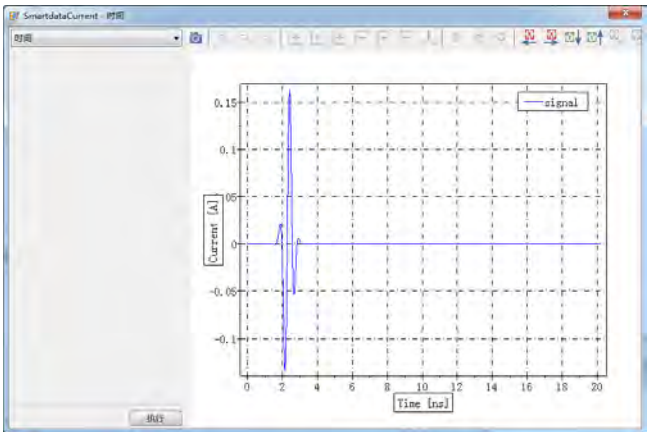 SmartdataCurrent - 时间
时间
signal
0.15
0.1
05
0
-0.05
-0.1
Current [A]
0
2
4
6
8
10
12
14
16
18
20
Time [ns]
执行